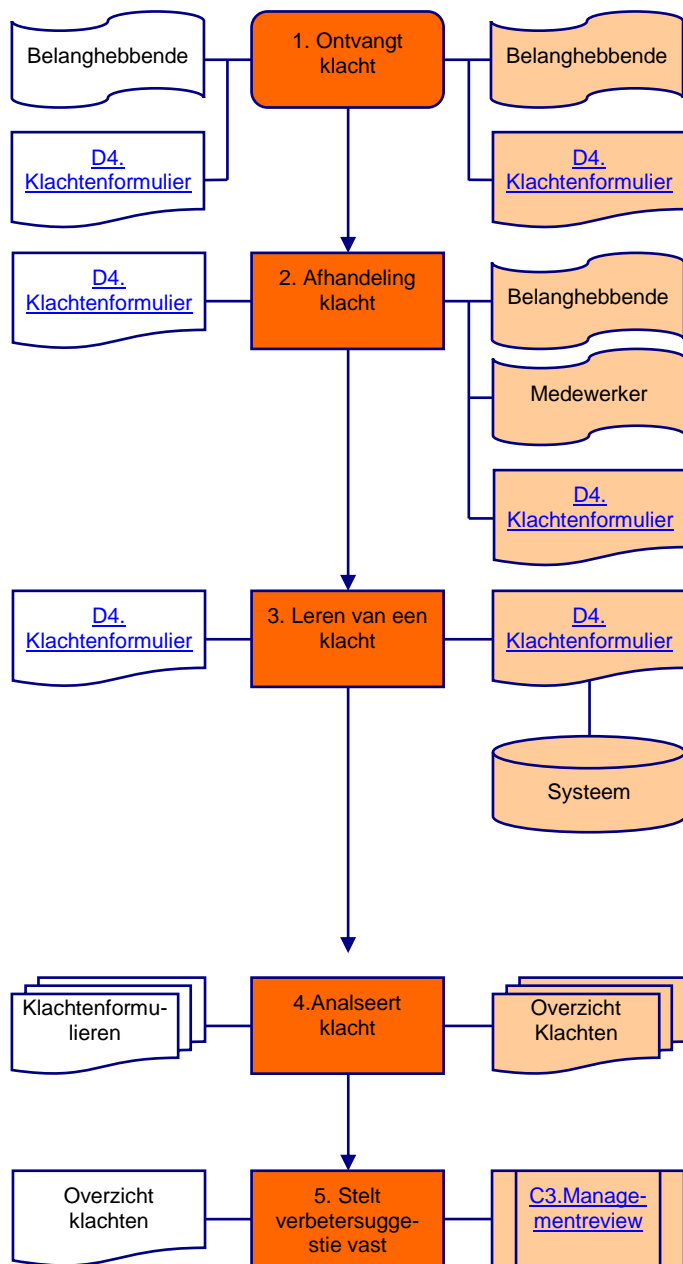 Belanghebbende
1. Ontvangt
klacht
Belanghebbende
D4.
Klachtenformulier
D4.
Klachtenformulier
D4.
Klachtenformulier
2. Afhandeling
klacht
Belanghebbende
Medewerker
D4.
Klachtenformulier
D4.
Klachtenformulier
3. Leren van een
klacht
D4.
Klachtenformulier
Systeem
Klachtenformu-
lieren
4.Analseert
klacht
Overzicht
Klachten
Overzicht
klachten
5. Stelt
verbetersugge-
stie vast
C3.Manage-
mentreview